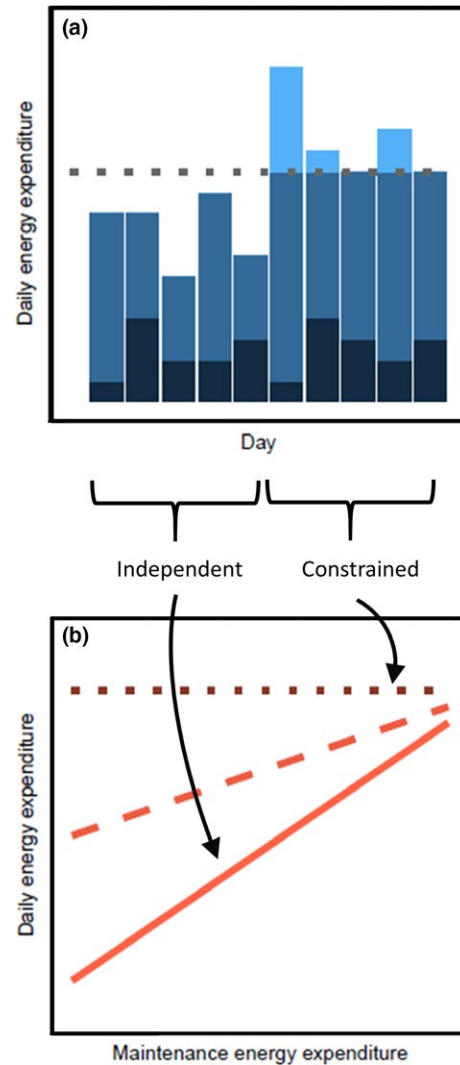 (a)
Daily energy expenditure
Day
Independent Constrained
(b)
Daily energy expenditure
Maintenance energy expenditure